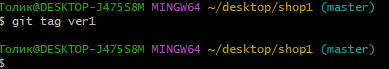 Толик@DESKTOP-J475S8M MINGW64 ~/desktop/shop1 (master)
$ git tag ver1
Толик@DESKTOP-J475S8M MINGW64 ~/desktop/shop1 (master)
$